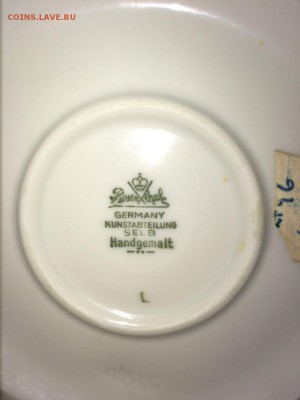 COINS.LAVE.RU
Rosenthal
GERMANY
KUNSTABTEILUNG
SELB
Handgemalt
L